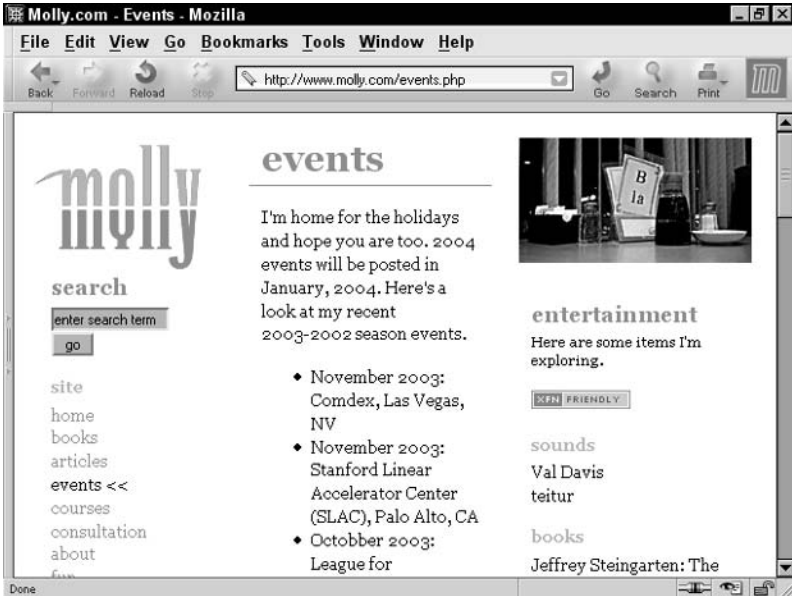 Molly.com - Events - Mozilla
File Edit View Go Bookmarks Tools Window Help
Back Forward Reload Stop
http://www.molly.com/events.php
Go Search Print
m
molly
search
enter search term
go
site
home
books
articles
events <<
courses
consultation
about
fun
events
I'm home for the holidays
and hope you are too. 2004
events will be posted in
January, 2004. Here's a
look at my recent
2003-2002 season events.
• November 2003:
Comdex, Las Vegas,
NV
• November 2003:
Stanford Linear
Accelerator Center
(SLAC), Palo Alto, CA
• Octobber 2003:
League for
B
la
entertainment
Here are some items I'm
exploring.
XFN FRIENDLY
sounds
Val Davis
teitur
books
Jeffrey Steingarten: The
Done